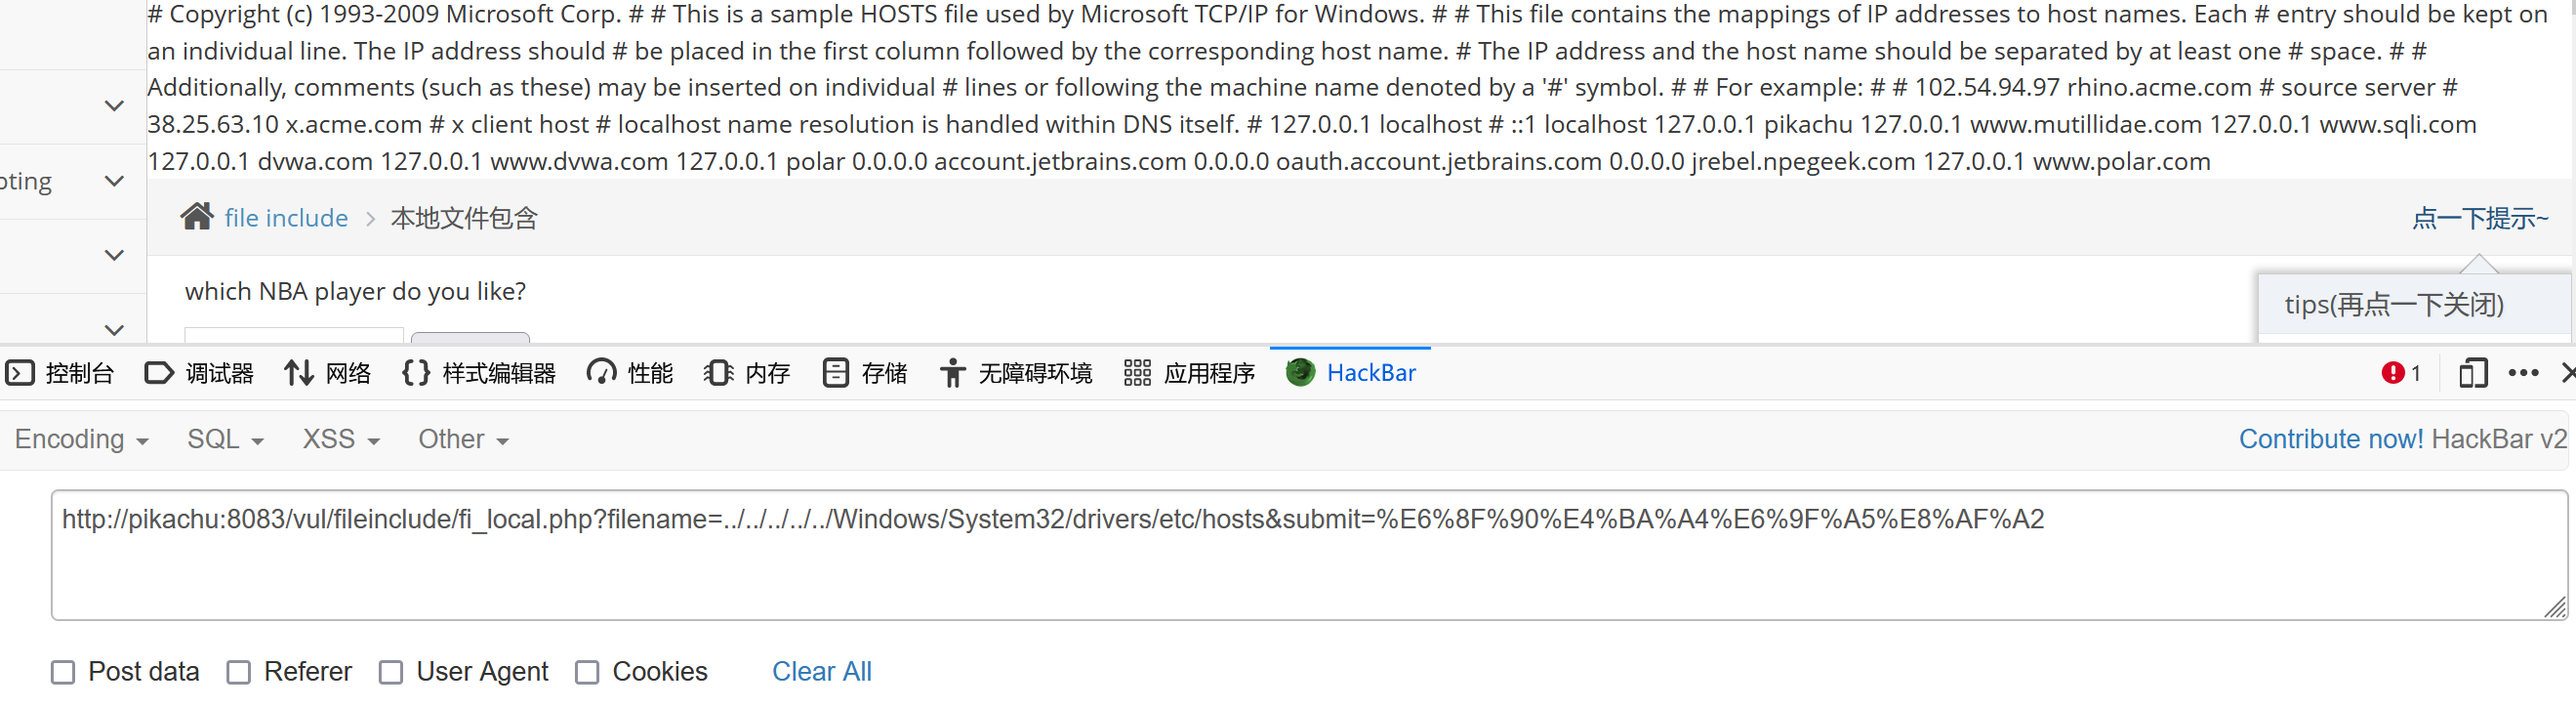 # Copyright (c) 1993-2009 Microsoft Corp. # # This is a sample HOSTS file used by Microsoft TCP/IP for Windows. # # This file contains the mappings of IP addresses to host names. Each # entry should be kept on
an individual line. The IP address should # be placed in the first column followed by the corresponding host name. # The IP address and the host name should be separated by at least one # space. # #
Additionally, comments (such as these) may be inserted on individual # lines or following the machine name denoted by a '#' symbol. # # For example: # # 102.54.94.97 rhino.acme.com # source server #
38.25.63.10 x.acme.com # x client host # localhost name resolution is handled within DNS itself. # 127.0.0.1 localhost # ::1 localhost 127.0.0.1 pikachu 127.0.0.1 www.mutillidae.com 127.0.0.1 www.sqli.com
127.0.0.1 dvwa.com 127.0.0.1 www.dvwa.com 127.0.0.1 polar 0.0.0.0 account.jetbrains.com 0.0.0.0 oauth.account.jetbrains.com 0.0.0.0 jrebel.npegeek.com 127.0.0.1 www.polar.com
pting
file include > 本地文件包含 点一下提示~
which NBA player do you like?
tips(再点一下关闭)
控制台 调试器 网络 {} 样式编辑器 性能 内存 存储 无障碍环境 应用程序 HackBar 1
Encoding SQL XSS Other Contribute now! HackBar v2
http://pikachu:8083/vul/fileinclude/fi_local.php?filename=../../../../../Windows/System32/drivers/etc/hosts&submit=%E6%8F%90%E4%BA%A4%E6%9F%A5%E8%AF%A2
Post data Referer User Agent Cookies Clear All